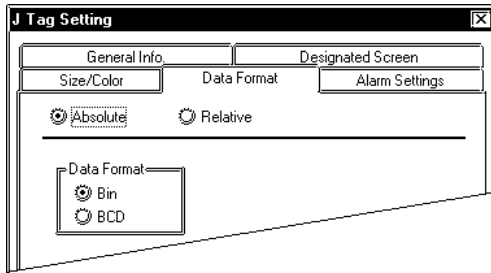 J Tag Setting
General Info. Designated Screen
Size/Color Data Format Alarm Settings
Absolute Relative
Data Format
Bin
BCD